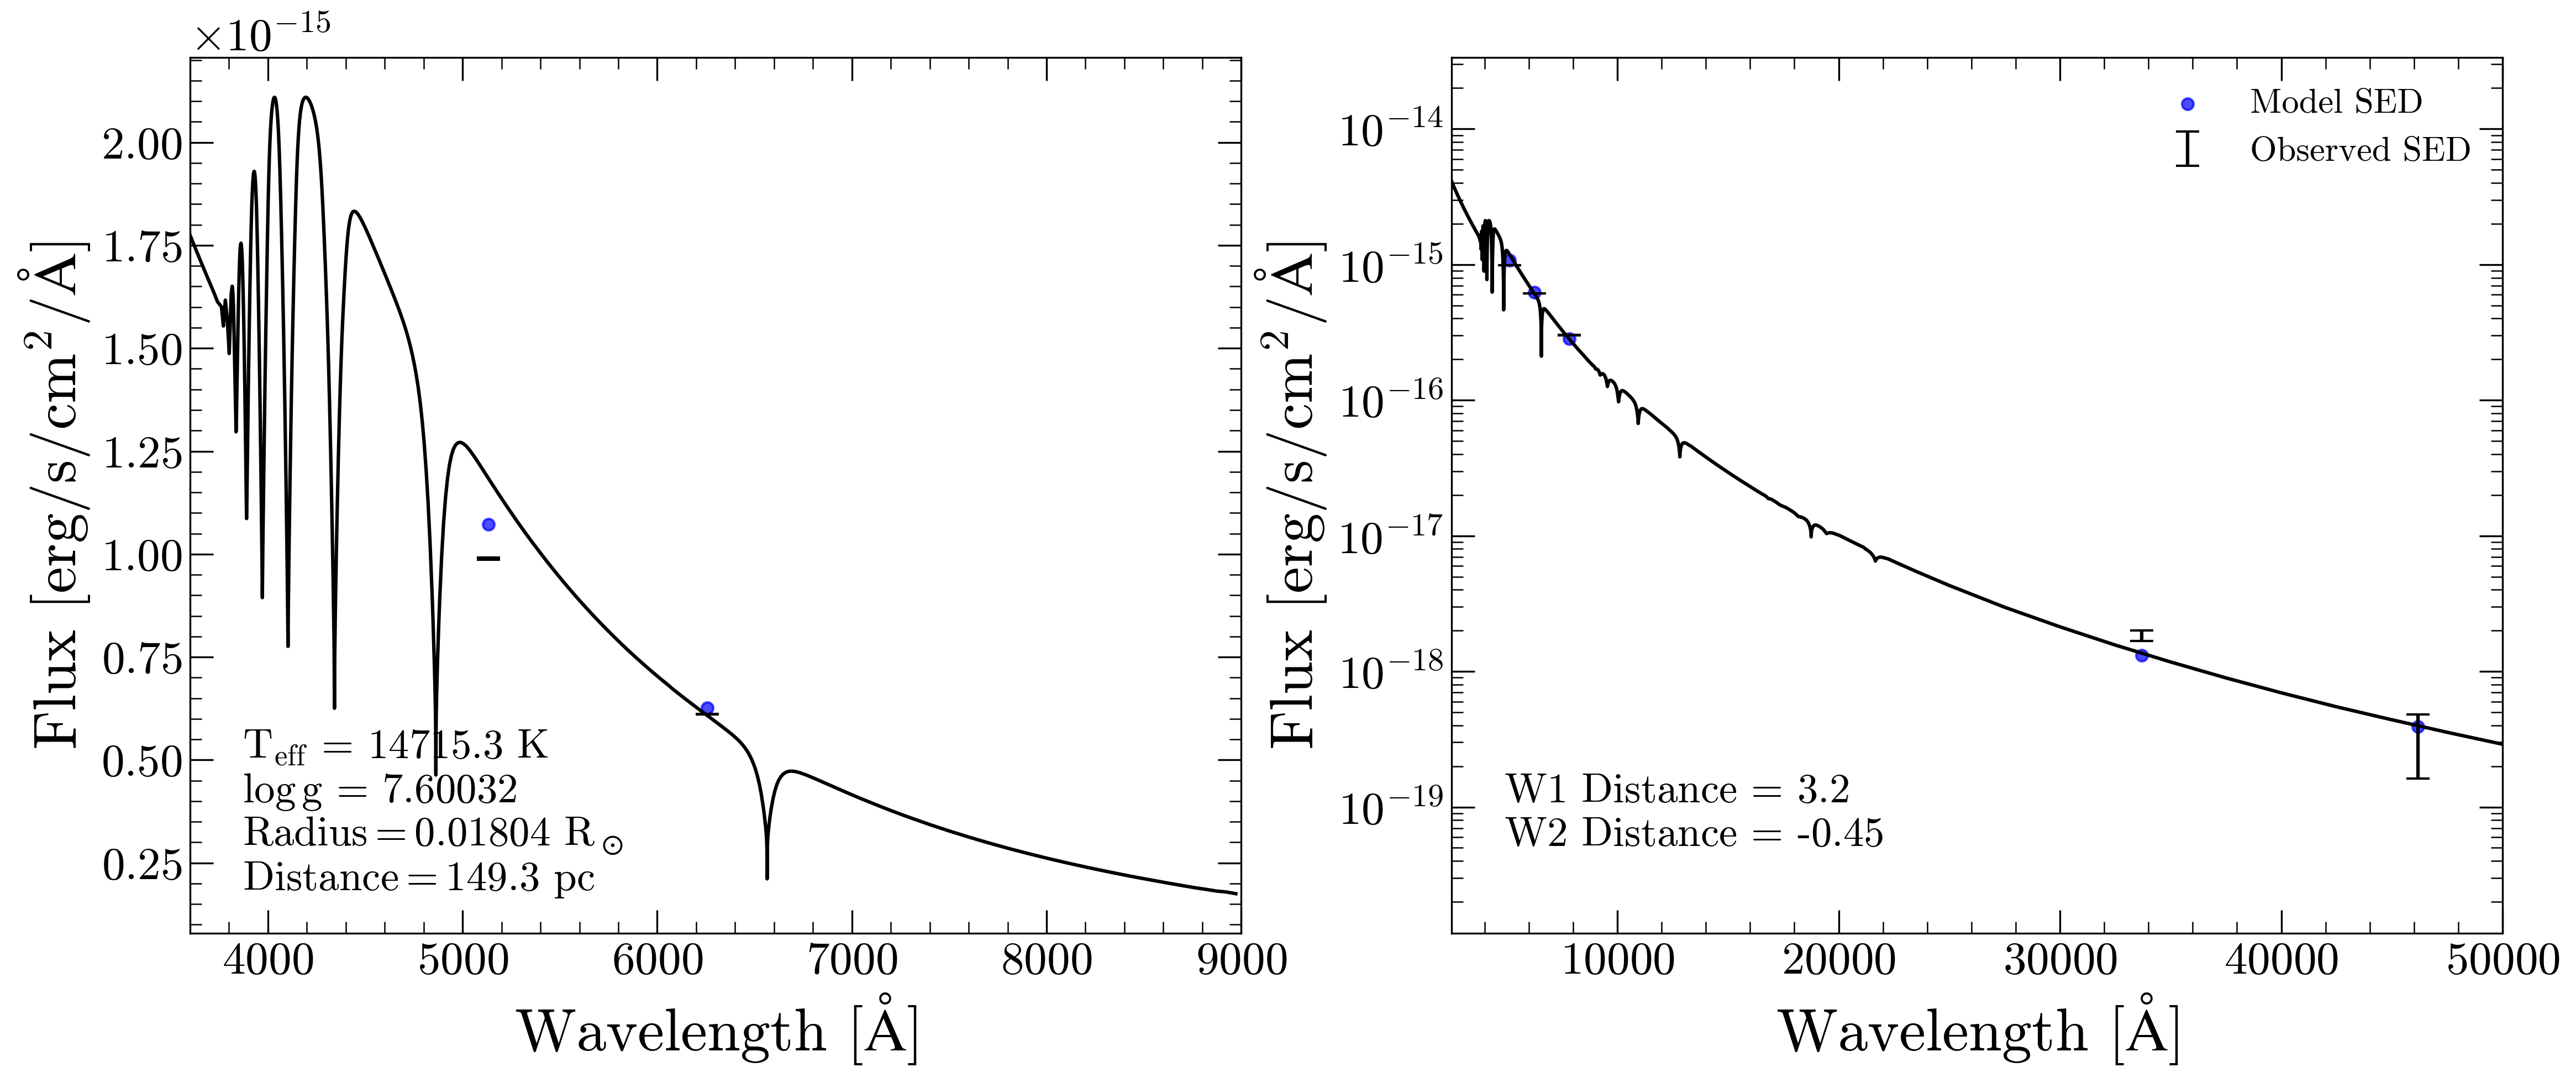 ×10⁻¹⁵
2.00
1.75
1.50
1.25
1.00
0.75
0.50
0.25
Flux [erg/s/cm²/Å]
T_eff = 14715.3 K
log g = 7.60032
Radius = 0.01804 R_⊙
Distance = 149.3 pc
4000 5000 6000 7000 8000 9000
Wavelength [Å]
10⁻¹⁴
10⁻¹⁵
10⁻¹⁶
10⁻¹⁷
10⁻¹⁸
10⁻¹⁹
Flux [erg/s/cm²/Å]
Model SED
Observed SED
W1 Distance = 3.2
W2 Distance = -0.45
10000 20000 30000 40000 50000
Wavelength [Å]